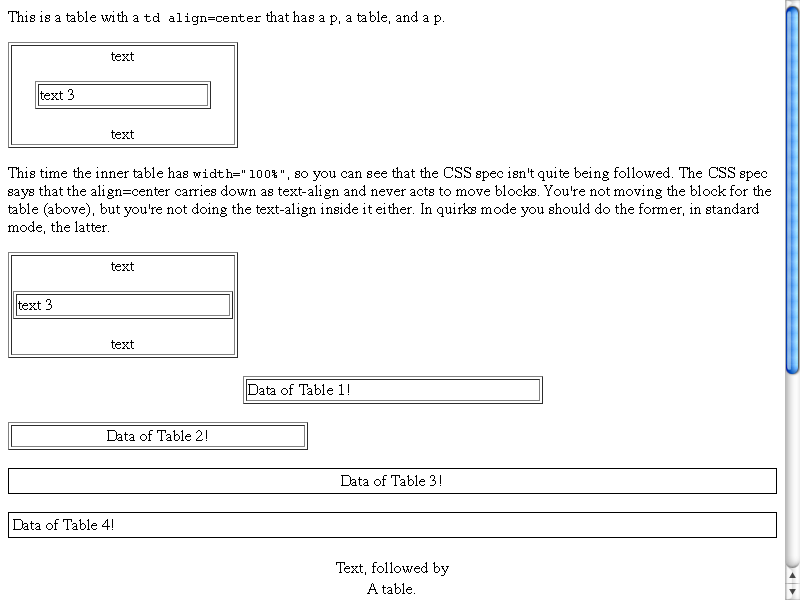 This is a table with a td align=center that has a p, a table, and a p.
text
text 3
text
This time the inner table has width="100%", so you can see that the CSS spec isn't quite being followed. The CSS spec
says that the align=center carries down as text-align and never acts to move blocks. You're not moving the block for the
table (above), but you're not doing the text-align inside it either. In quirks mode you should do the former, in standard
mode, the latter.
text
text 3
text
Data of Table 1!
Data of Table 2!
Data of Table 3!
Data of Table 4!
Text, followed by
A table.